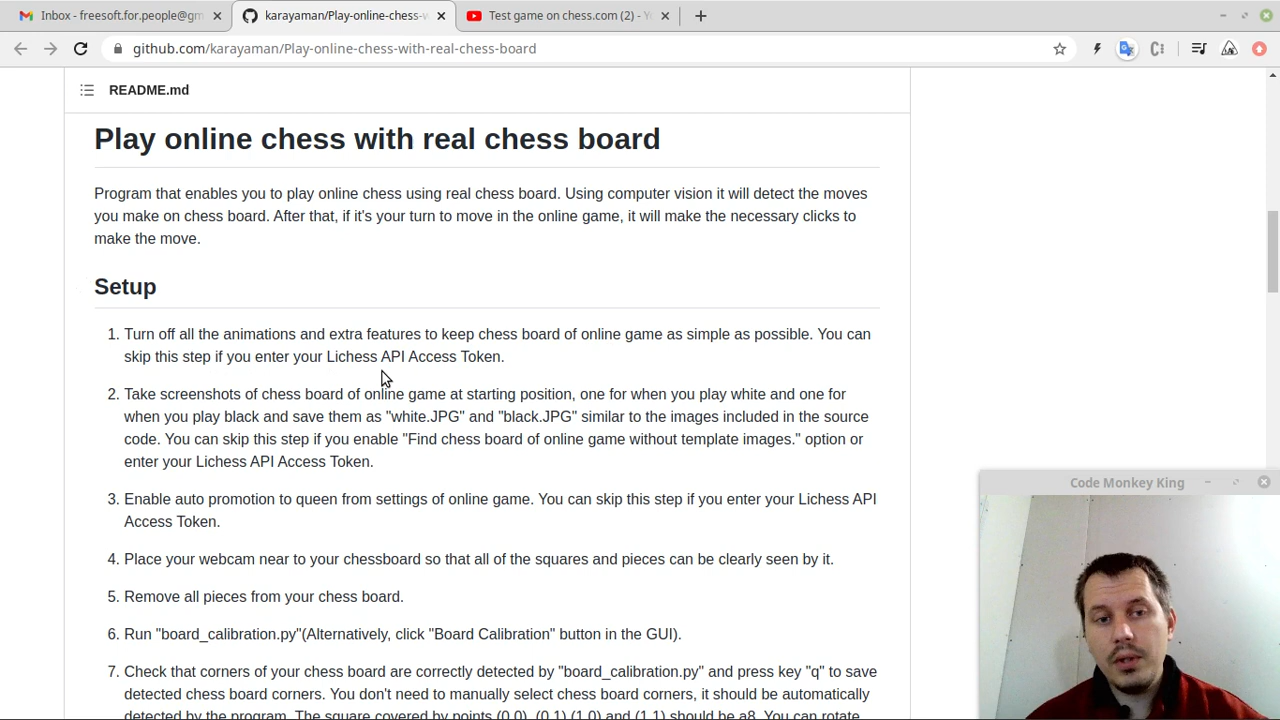 Inbox - freesoft.for.people@gm
karayaman/Play-online-chess-w
Test game on chess.com (2) - Yo
github.com/karayaman/Play-online-chess-with-real-chess-board
README.md
Play online chess with real chess board
Program that enables you to play online chess using real chess board. Using computer vision it will detect the moves
you make on chess board. After that, if it's your turn to move in the online game, it will make the necessary clicks to
make the move.
Setup
1. Turn off all the animations and extra features to keep chess board of online game as simple as possible. You can
skip this step if you enter your Lichess API Access Token.
2. Take screenshots of chess board of online game at starting position, one for when you play white and one for
when you play black and save them as "white.JPG" and "black.JPG" similar to the images included in the source
code. You can skip this step if you enable "Find chess board of online game without template images." option or
enter your Lichess API Access Token.
3. Enable auto promotion to queen from settings of online game. You can skip this step if you enter your Lichess API
Access Token.
4. Place your webcam near to your chessboard so that all of the squares and pieces can be clearly seen by it.
5. Remove all pieces from your chess board.
6. Run "board_calibration.py"(Alternatively, click "Board Calibration" button in the GUI).
7. Check that corners of your chess board are correctly detected by "board_calibration.py" and press key "q" to save
detected chess board corners. You don't need to manually select chess board corners, it should be automatically
detected by the program. The square covered by points (0,0), (0,1),(1,0) and (1,1) should be a8. You can rotate
Code Monkey King